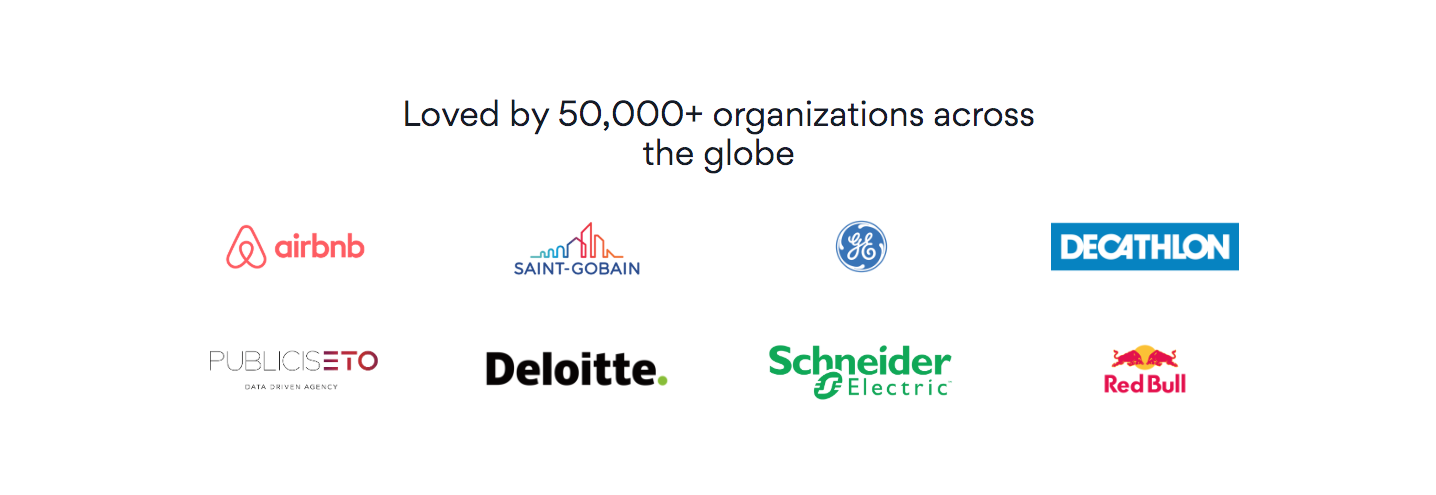 Loved by 50,000+ organizations across
the globe
airbnb
SAINT-GOBAIN
GE
DECATHLON
PUBLICISETO
DATA DRIVEN AGENCY
Deloitte.
Schneider
Electric™
Red Bull